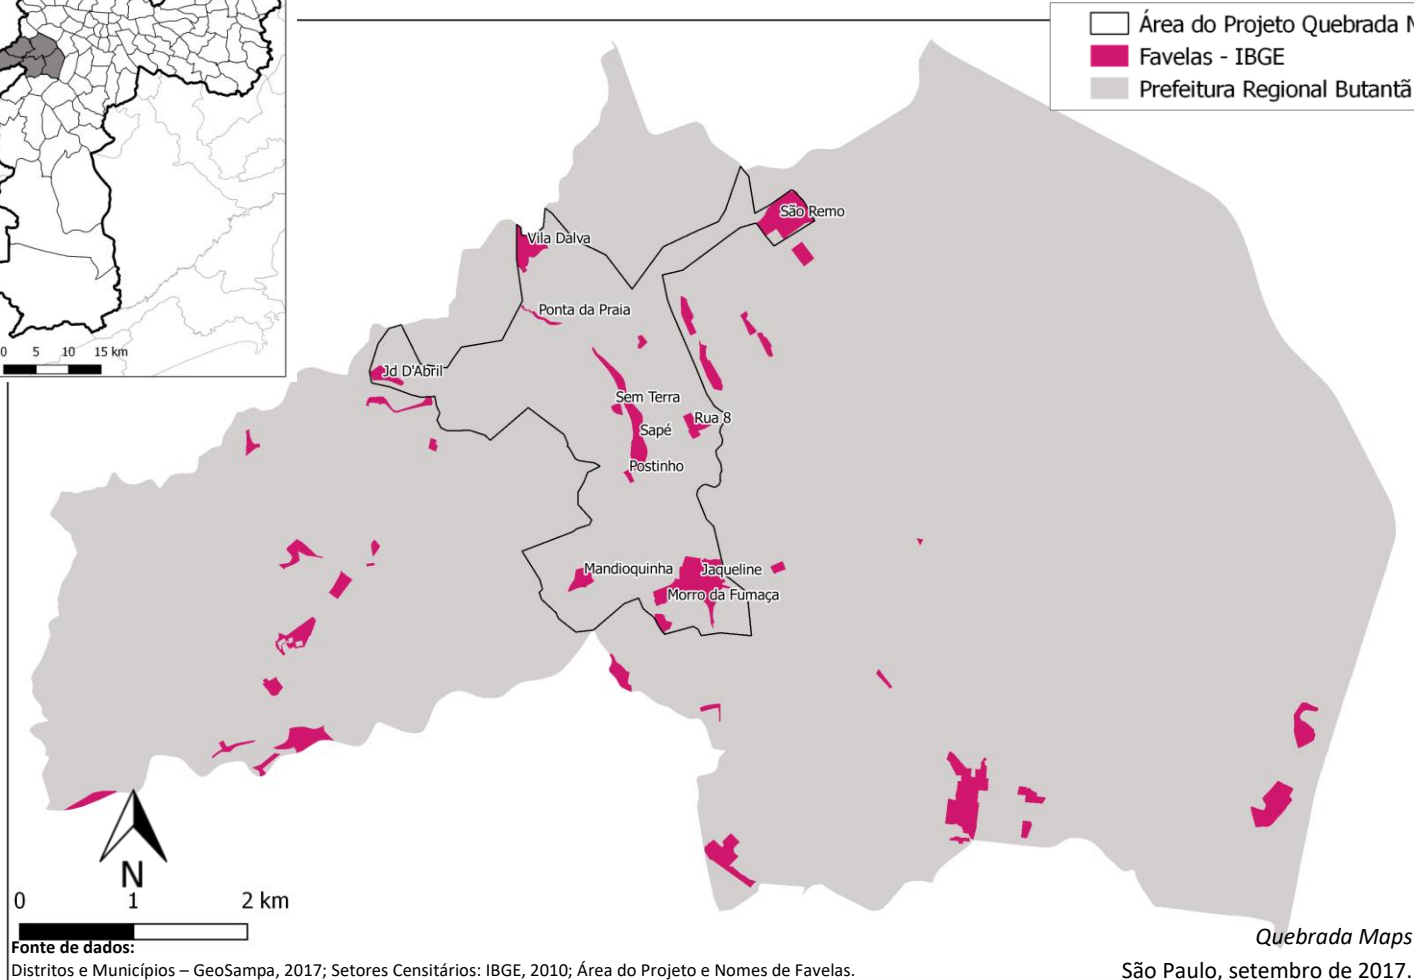 Área do Projeto Quebrada
Favelas - IBGE
Prefeitura Regional Butantã
São Remo
Vila Dalva
Ponta da Praia
0 5 10 15 km
Jd D'Abril
Sem Terra
Rua 8
Sapé
Postinho
Mandioquinha
Jaqueline
Morro da Fumaça
N
0 1 2 km
Fonte de dados:
Quebrada Maps
Distritos e Municípios – GeoSampa, 2017; Setores Censitários: IBGE, 2010; Área do Projeto e Nomes de Favelas.
São Paulo, setembro de 2017.